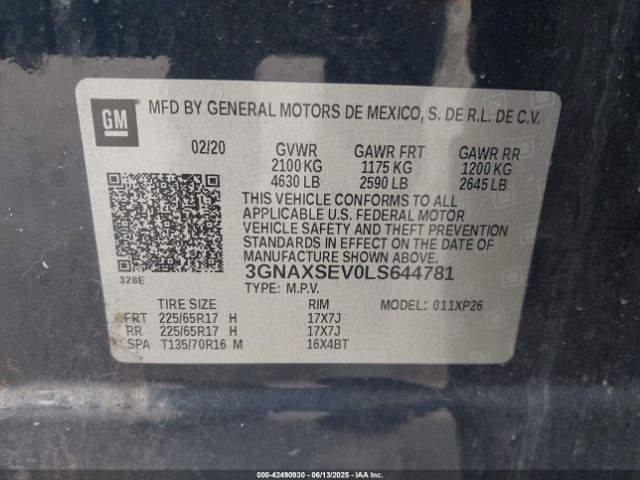 GM
MFD BY GENERAL MOTORS DE MEXICO, S. DE R.L. DE C.V.
02/20 GVWR GAWR FRT GAWR RR
2100 KG 1175 KG 1200 KG
4630 LB 2590 LB 2645 LB
THIS VEHICLE CONFORMS TO ALL
APPLICABLE U.S. FEDERAL MOTOR
VEHICLE SAFETY AND THEFT PREVENTION
STANDARDS IN EFFECT ON THE DATE OF
MANUFACTURE SHOWN ABOVE.
328E
3GNAXSEV0LS644781
TYPE: M.P.V.
TIRE SIZE RIM MODEL: 011XP26
FRT 225/65R17 H 17X7J
RR 225/65R17 H 17X7J
SPA T135/70R16 M 16X4BT
000-42490930 - 06/13/2025 - IAAI.COM